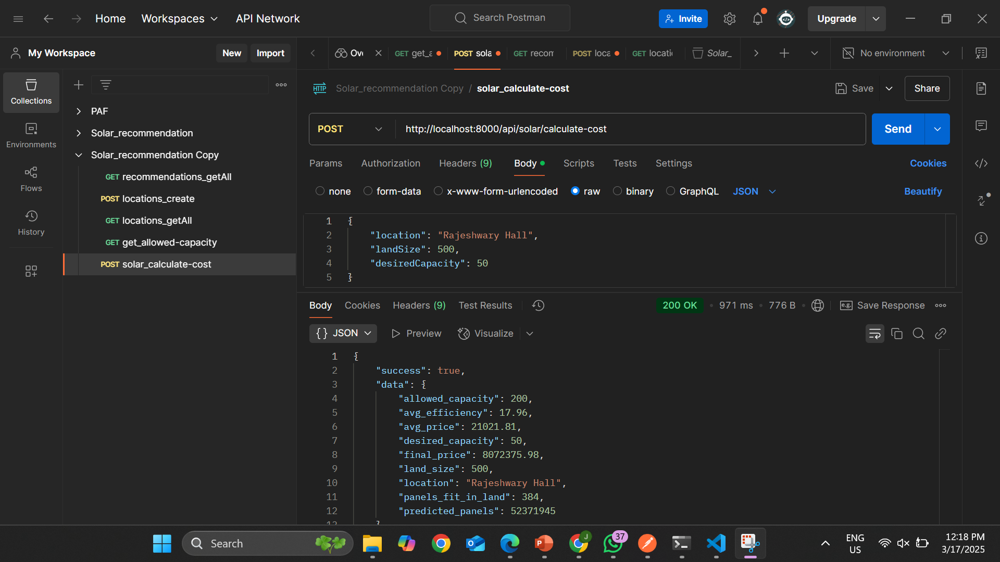 Home
Workspaces
API Network
Search Postman
Invite
Upgrade
My Workspace
New
Import
Ove
GET get_a
POST sola
GET recom
POST loca
GET locatio
Solar_
No environment
Collections
Environments
Flows
History
PAF
Solar_recommendation
Solar_recommendation Copy
GET recommendations_getAll
POST locations_create
GET locations_getAll
GET get_allowed-capacity
POST solar_calculate-cost
HTTP Solar_recommendation Copy / solar_calculate-cost
Save
Share
POST
http://localhost:8000/api/solar/calculate-cost
Send
Params
Authorization
Headers (9)
Body
Scripts
Tests
Settings
Cookies
none
form-data
x-www-form-urlencoded
raw
binary
GraphQL
JSON
Beautify
1 {
2 "location": "Rajeshwary Hall",
3 "landSize": 500,
4 "desiredCapacity": 50
5 }
Body
Cookies
Headers (9)
Test Results
200 OK • 971 ms • 776 B •
e.g. Save Response
{} JSON
Preview
Visualize
1 {
2 "success": true,
3 "data": {
4 "allowed_capacity": 200,
5 "avg_efficiency": 17.96,
6 "avg_price": 21021.81,
7 "desired_capacity": 50,
8 "final_price": 8072375.98,
9 "land_size": 500,
10 "location": "Rajeshwary Hall",
11 "panels_fit_in_land": 384,
12 "predicted_panels": 52371945
13 }
Search
J
37
ENG
US
12:18 PM
3/17/2025